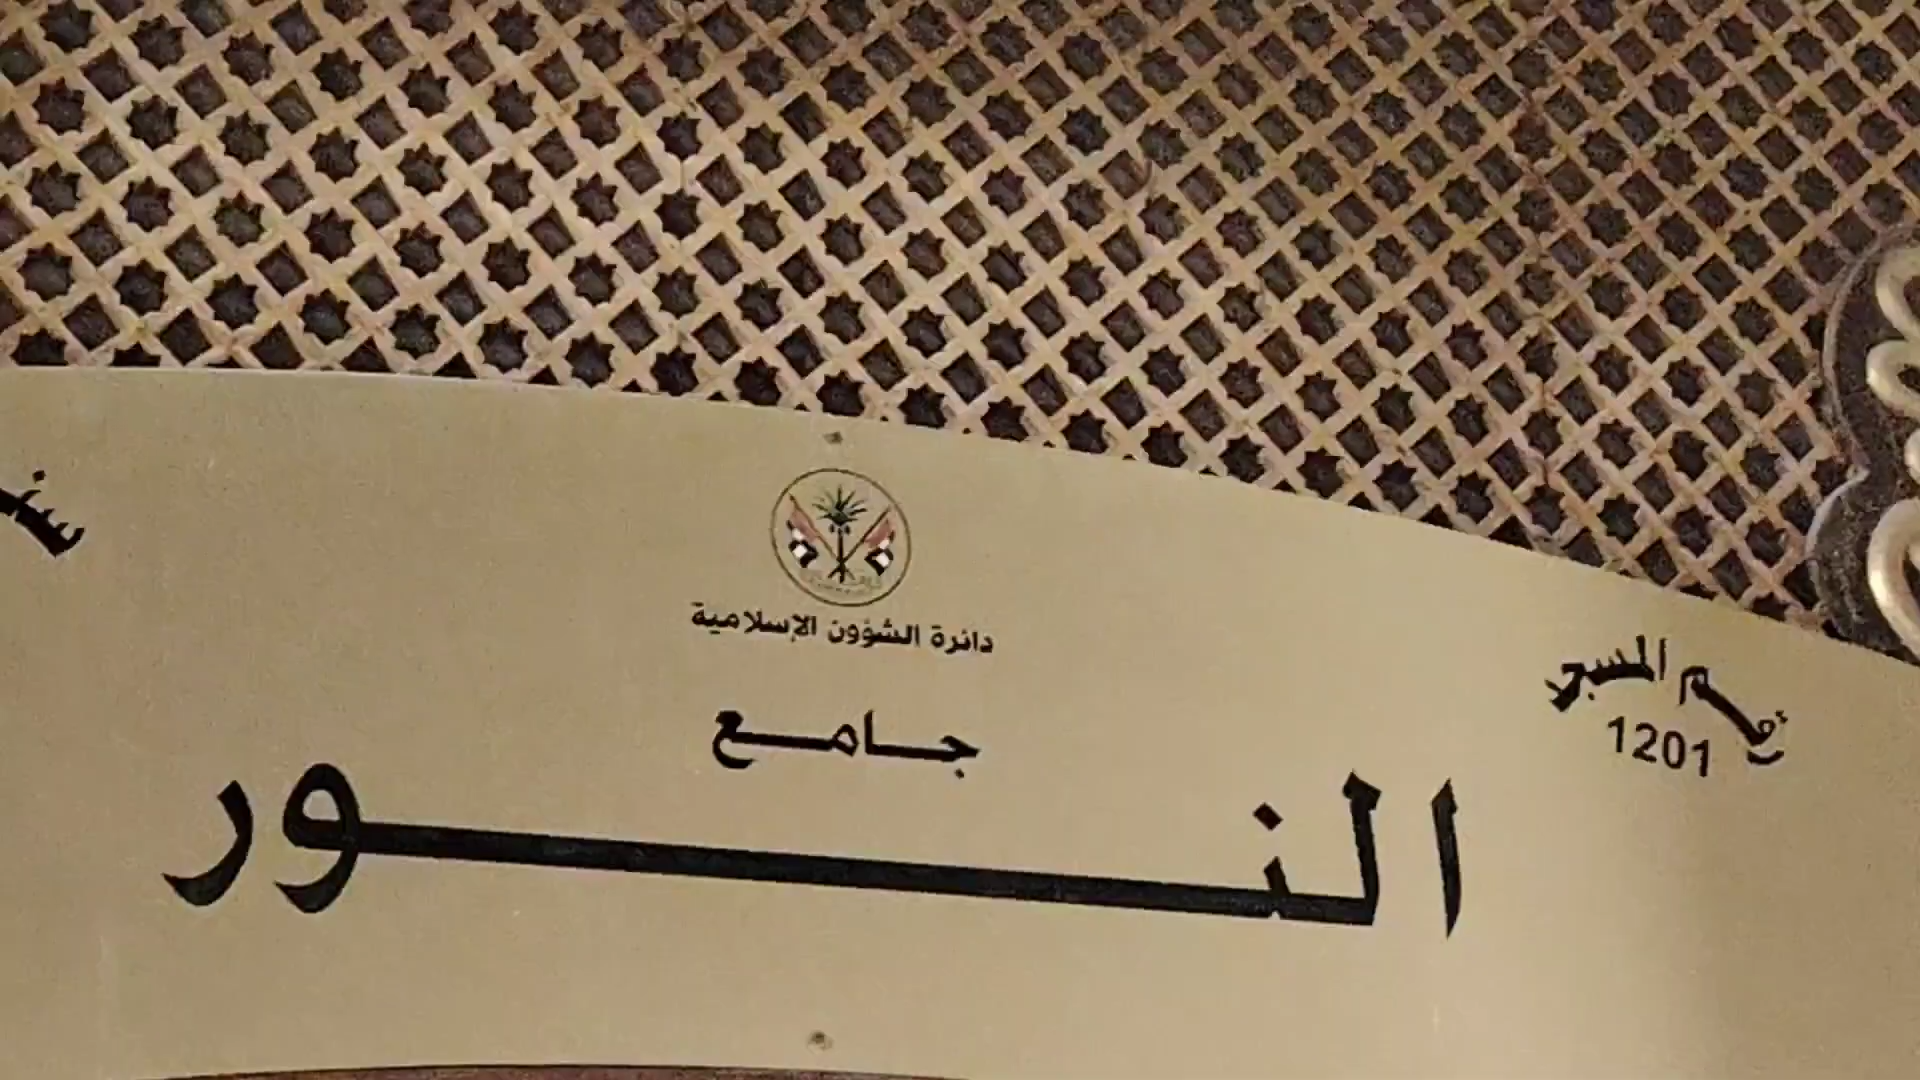 دائرة الشؤون الإسلامية
رقم المسجد
1201
جامع
النور